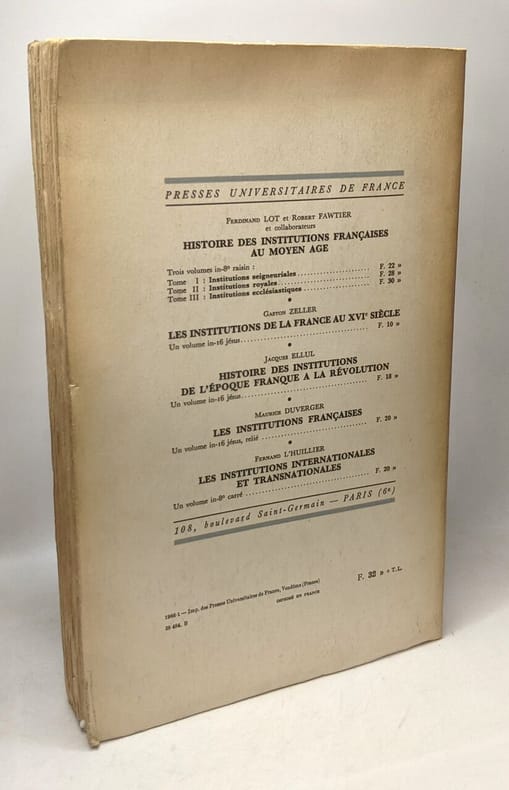 PRESSES UNIVERSITAIRES DE FRANCE
FERDINAND LOT et ROBERT FAWTIER
et collaborateurs
HISTOIRE DES INSTITUTIONS FRANÇAISES
AU MOYEN AGE
Trois volumes in-8º raisin :
Tome I : Institutions seigneuriales .................... F. 22 »
Tome II : Institutions royales .................... F. 28 »
Tome III : Institutions ecclésiastiques .................... F. 30 »
GASTON ZELLER
LES INSTITUTIONS DE LA FRANCE AU XVIe SIÈCLE
Un volume in-16 jésus .................... F. 10 »
JACQUES ELLUL
HISTOIRE DES INSTITUTIONS
DE L'ÉPOQUE FRANQUE A LA RÉVOLUTION
Un volume in-16 jésus .................... F. 18 »
MAURICE DUVERGER
LES INSTITUTIONS FRANÇAISES
Un volume in-16 jésus, relié .................... F. 20 »
FERNAND L'HUILLIER
LES INSTITUTIONS INTERNATIONALES
ET TRANSNATIONALES
Un volume in-8º carré .................... F. 20 »
108, boulevard Saint-Germain — PARIS (6e)
F. 32 » + T.L.
— Imp. des Presses Universitaires de France, Vendôme (France)
IMPRIMÉ EN FRANCE